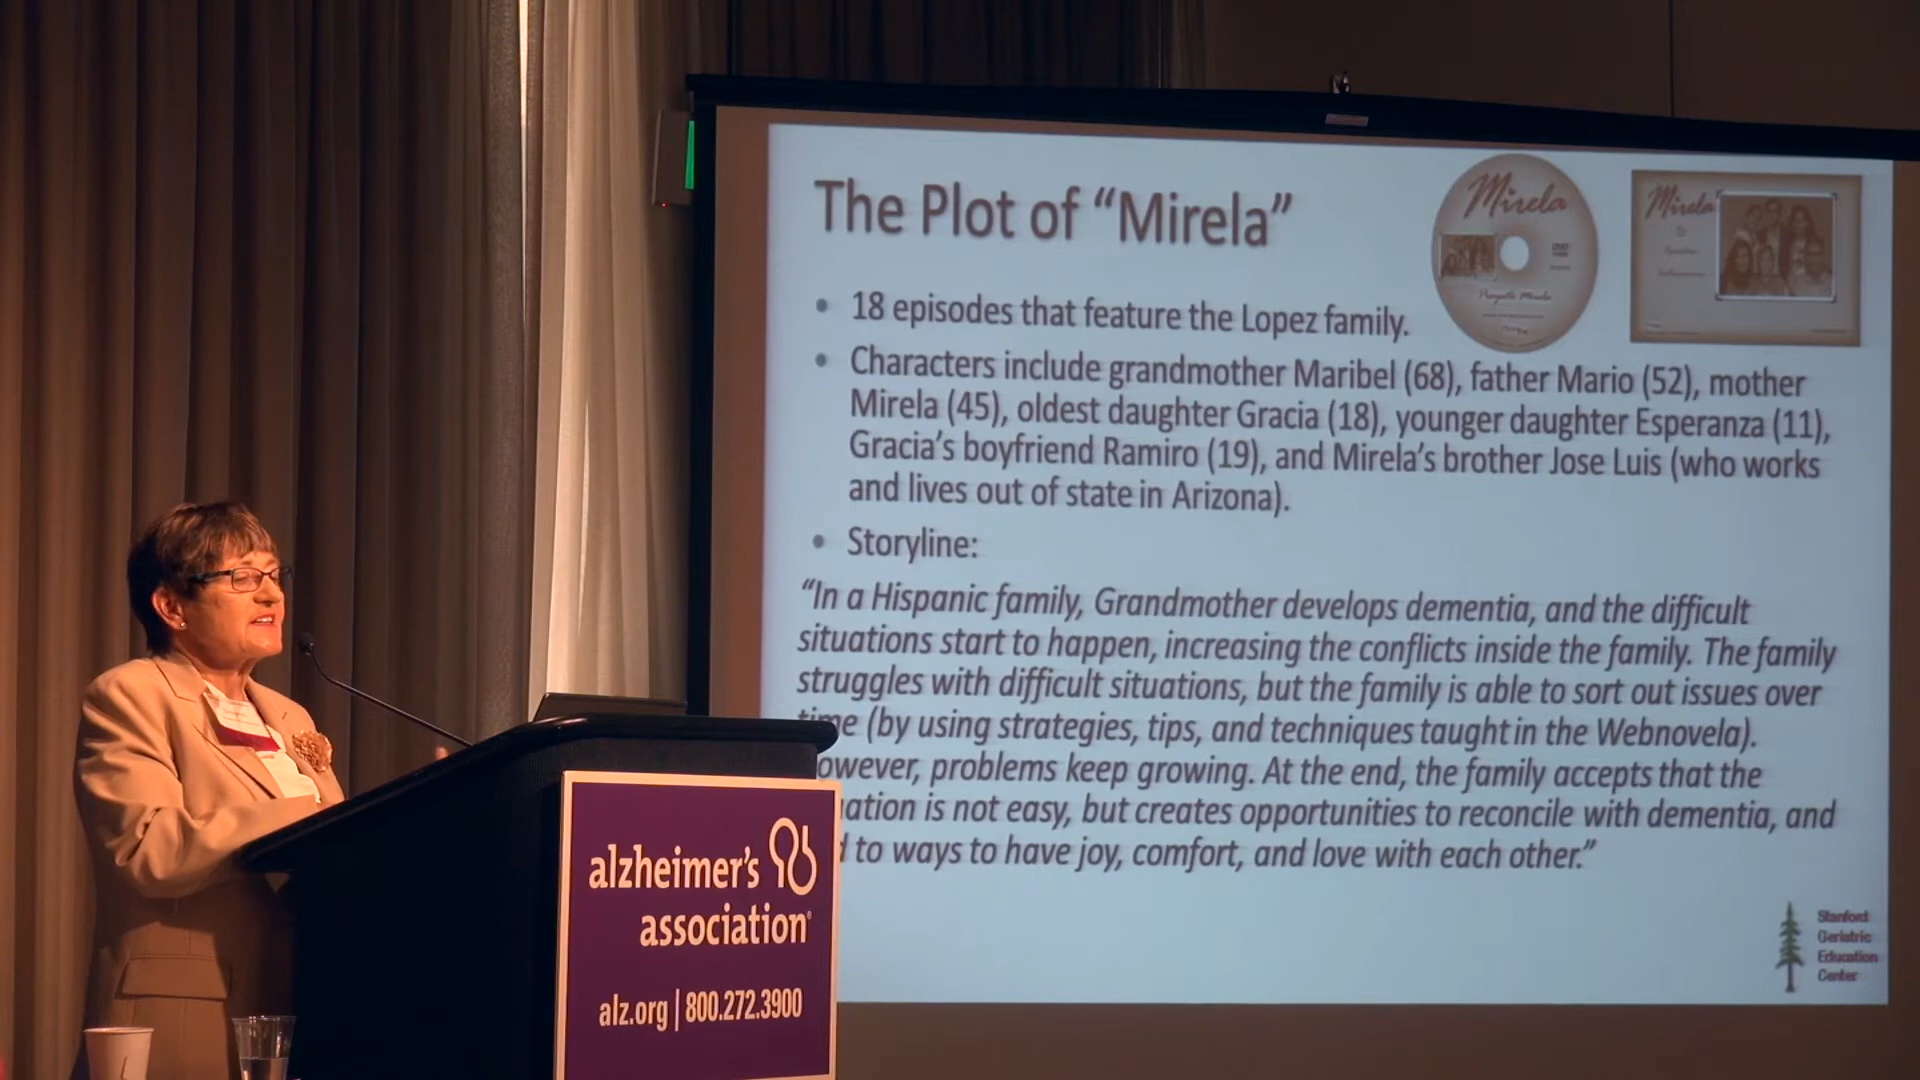 The Plot of “Mirela”
Mirela
Mirela
• 18 episodes that feature the Lopez family.
• Characters include grandmother Maribel (68), father Mario (52), mother
Mirela (45), oldest daughter Gracia (18), younger daughter Esperanza (11),
Gracia’s boyfriend Ramiro (19), and Mirela’s brother Jose Luis (who works
and lives out of state in Arizona).
• Storyline:
“In a Hispanic family, Grandmother develops dementia, and the difficult
situations start to happen, increasing the conflicts inside the family. The family
struggles with difficult situations, but the family is able to sort out issues over
time (by using strategies, tips, and techniques taught in the Webnovela).
owever, problems keep growing. At the end, the family accepts that the
uation is not easy, but creates opportunities to reconcile with dementia, and
to ways to have joy, comfort, and love with each other.”
Stanford
Geriatric
Education
Center
alzheimer’s
association®
alz.org | 800.272.3900